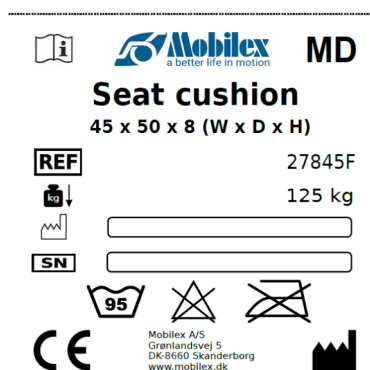 i
Mobilex
a better life in motion
MD
Seat cushion
45 x 50 x 8 (W x D x H)
REF 27845F
kg 125 kg
SN
95
CE
Mobilex A/S
Grønlandsvej 5
DK-8660 Skanderborg
www.mobilex.dk